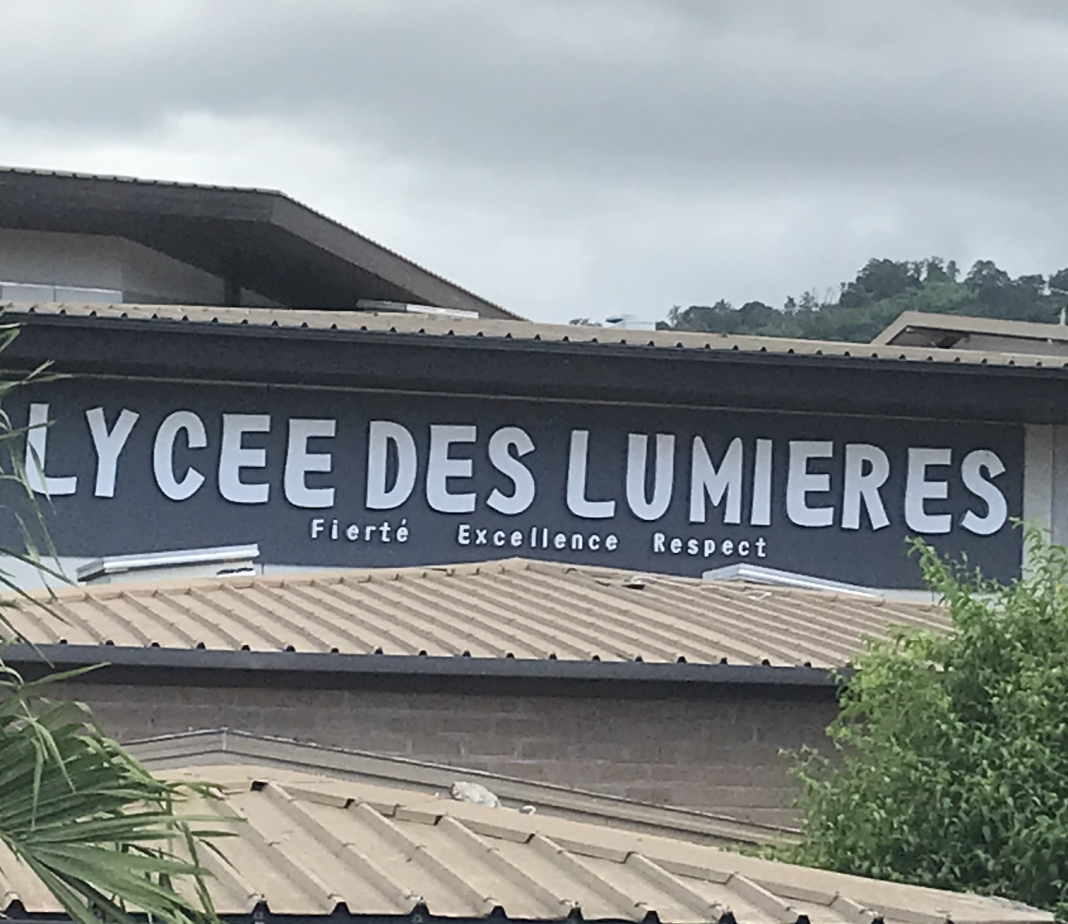 LYCEE DES LUMIERES
Fierté Excellence Respect